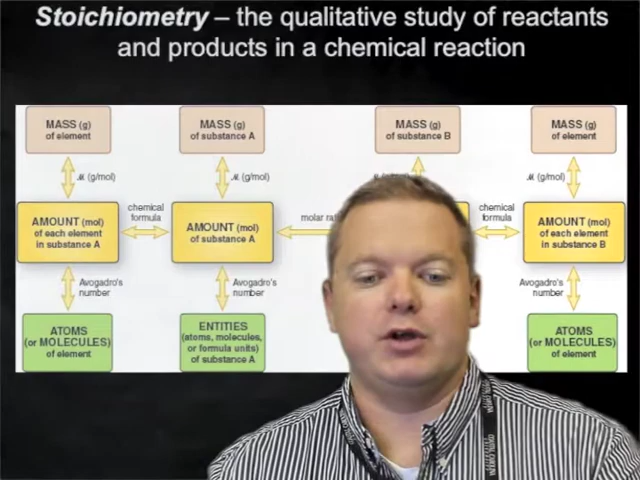 Stoichiometry – the qualitative study of reactants
and products in a chemical reaction
MASS (g)
of element
MASS (g)
of substance A
MASS (g)
of substance B
MASS (g)
of element
ℳ (g/mol)
ℳ (g/mol)
ℳ (g/mol)
AMOUNT (mol)
of each element
in substance A
chemical
formula
AMOUNT (mol)
of substance A
molar
chemical
formula
AMOUNT (mol)
of each element
in substance B
Avogadro's
number
Avogadro's
number
Avogadro's
number
ATOMS
(or MOLECULES)
of element
ENTITIES
(atoms, molecules,
or formula units)
of substance A
ATOMS
(or MOLECULES)
of element